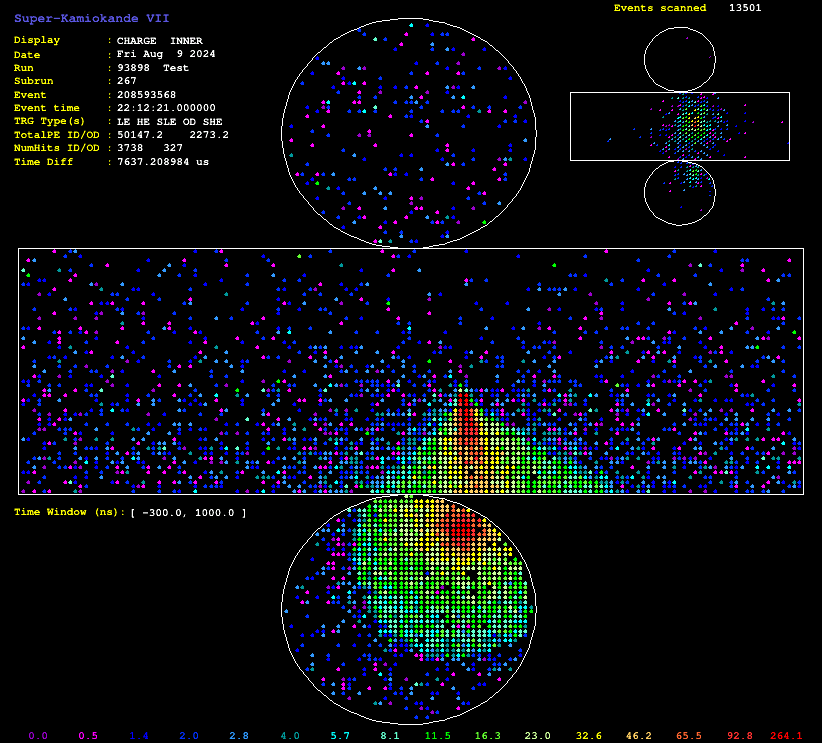 Super-Kamiokande VII
Events scanned 13501
Display : CHARGE INNER
Date : Fri Aug 9 2024
Run : 93898 Test
Subrun : 267
Event : 208593568
Event time : 22:12:21.000000
TRG Type(s) : LE HE SLE OD SHE
TotalPE ID/OD : 50147.2 2273.2
NumHits ID/OD : 3738 327
Time Diff : 7637.208984 us
Time Window (ns): [ -300.0, 1000.0 ]
0.0 0.5 1.4 2.0 2.8 4.0 5.7 8.1 11.5 16.3 23.0 32.6 46.2 65.5 92.8 264.1